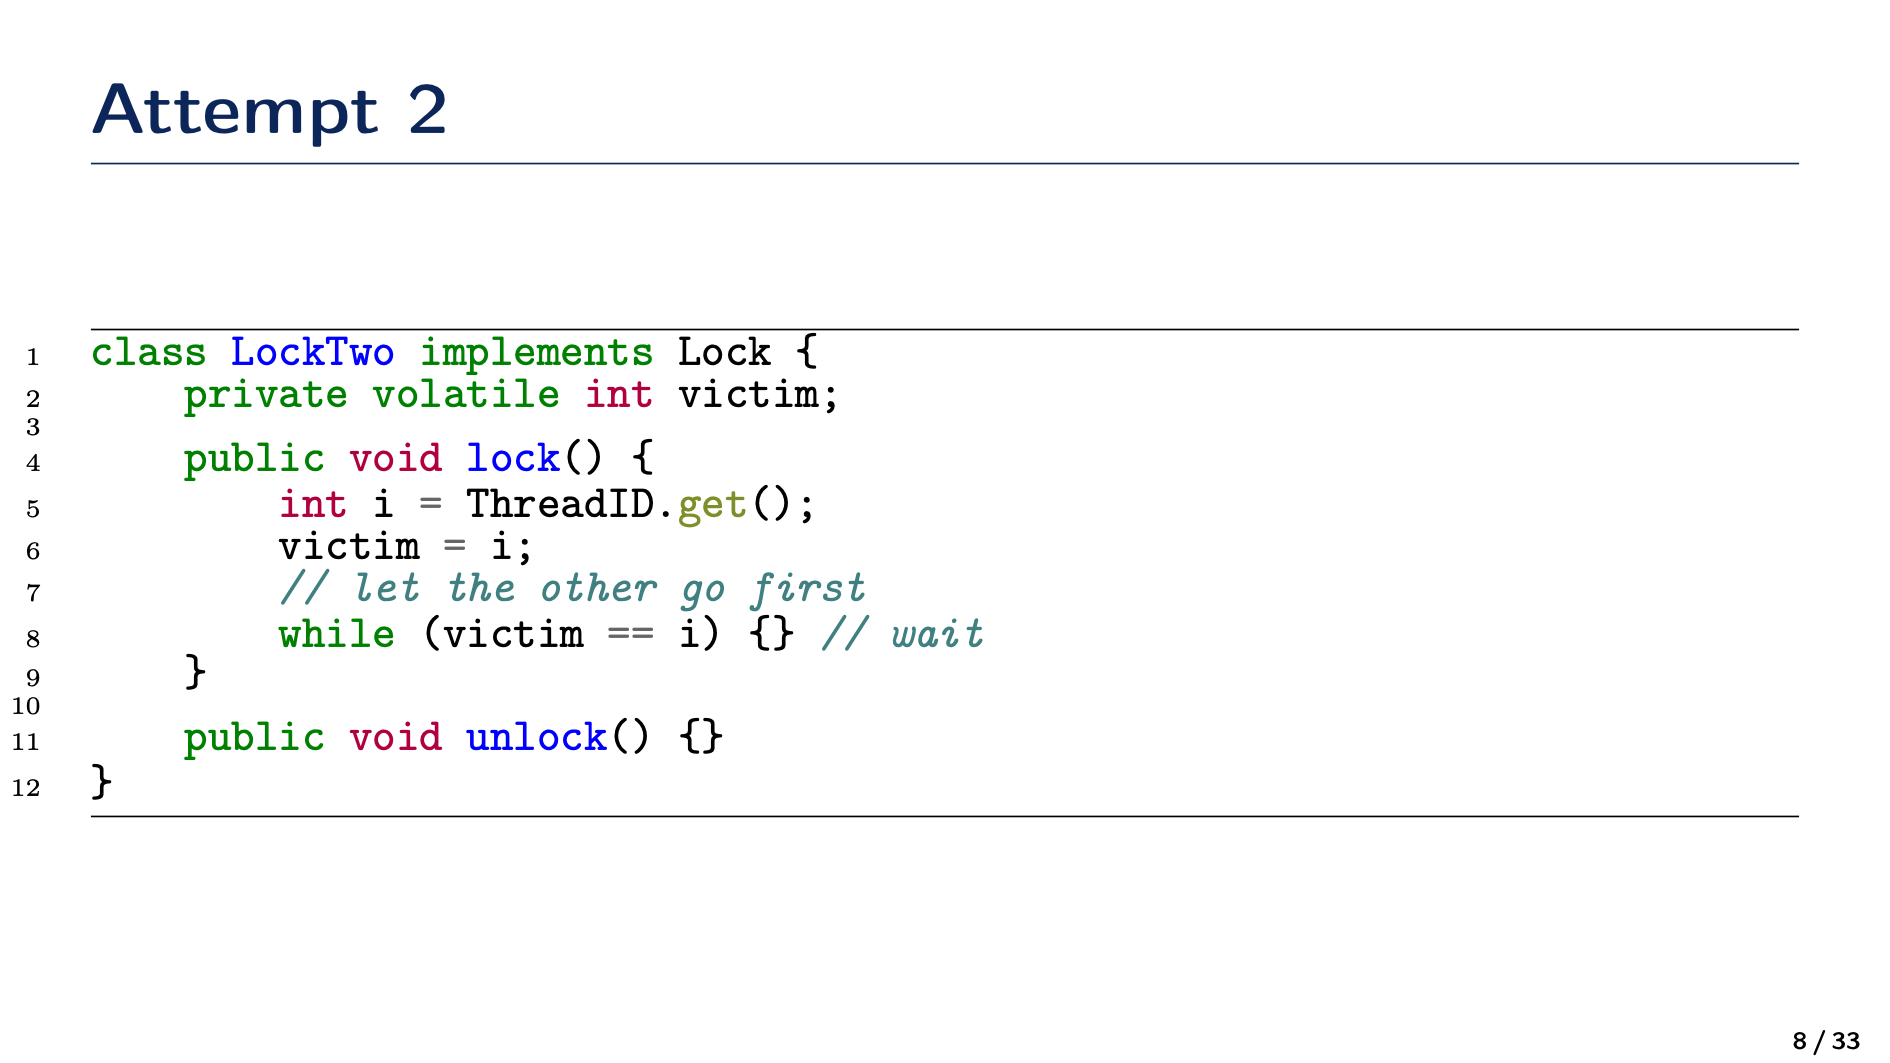 Attempt 2
1 class LockTwo implements Lock {
2 private volatile int victim;
3
4 public void lock() {
5 int i = ThreadID.get();
6 victim = i;
7 // let the other go first
8 while (victim == i) {} // wait
9 }
10
11 public void unlock() {}
12 }
8 / 33